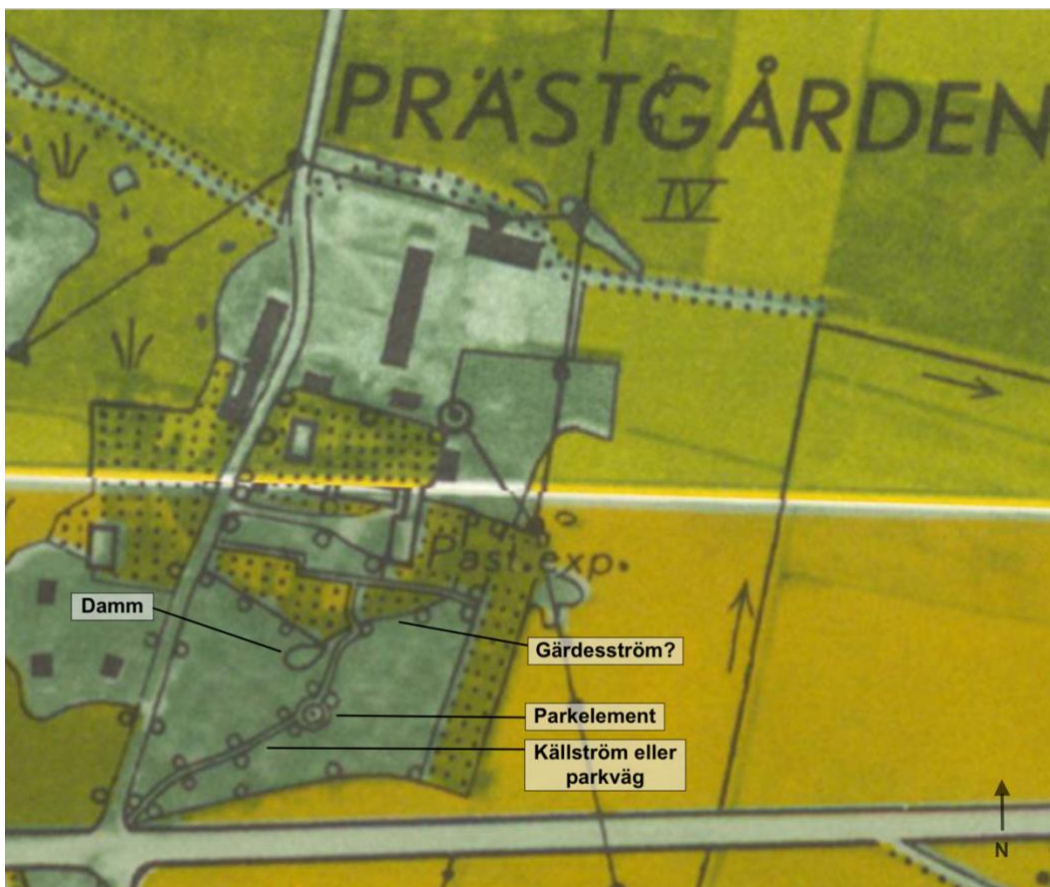 PRÄSTGÅRDEN
IV
Past. exp.
Damm
Gärdesström?
Parkelement
Källström eller
parkväg
N